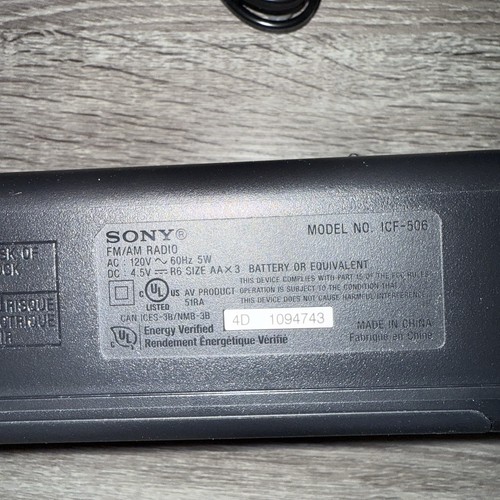 SONY®
MODEL NO. ICF-506
FM/AM RADIO
AC : 120V ~ 60Hz 5W
DC : 4.5V R6 SIZE AA×3 BATTERY OR EQUIVALENT
THIS DEVICE COMPLIES WITH PART 15 OF THE FCC RULES
OPERATION IS SUBJECT TO THE
THIS DEVICE DOES NOT CAUSE HARMFUL INTERFERENCE
C UL US AV PRODUCT
LISTED 51RA
CAN ICES-3B/NMB-3B
UL Energy Verified
Rendement Énergétique Vérifié
4D 1094743
MADE IN CHINA
Fabriqué en Chine
RISQUE